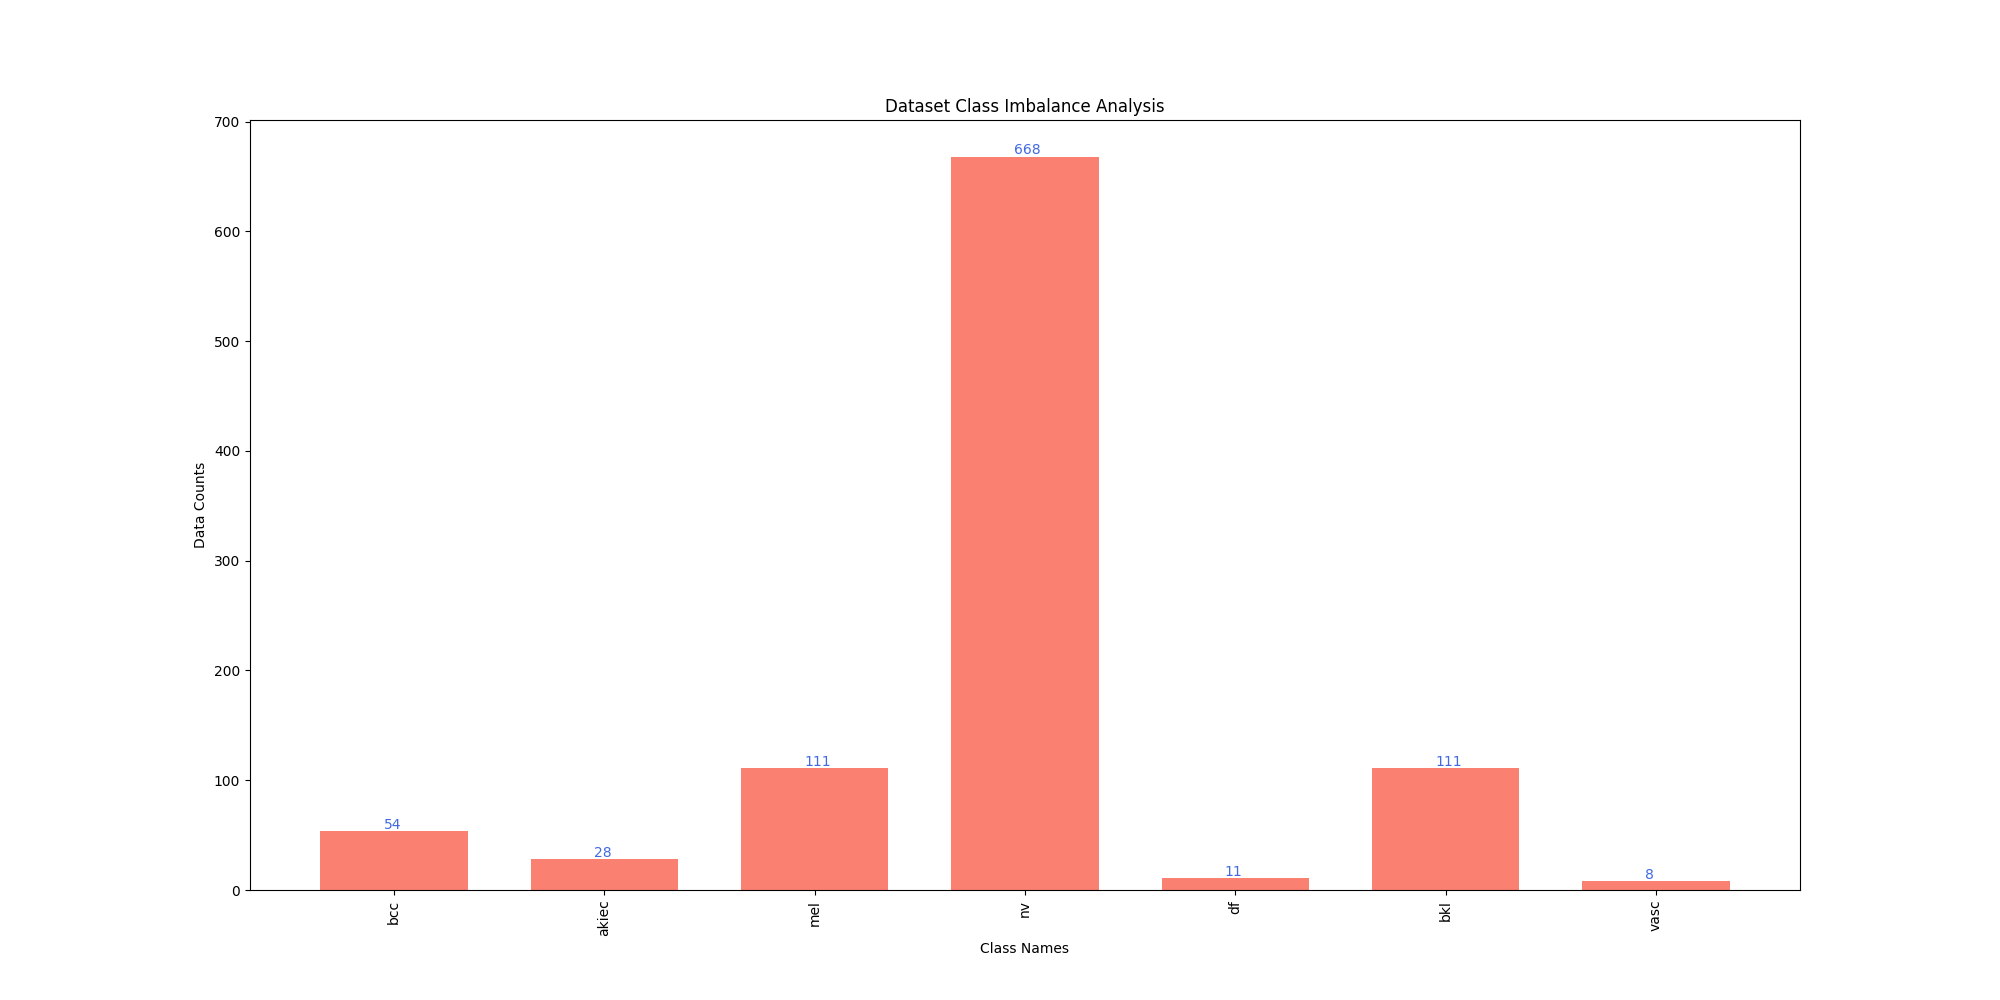 Dataset Class Imbalance Analysis
700
600
500
400
300
200
100
0
Data Counts
54
28
111
668
11
111
8
bcc
akiec
mel
nv
df
bkl
vasc
Class Names